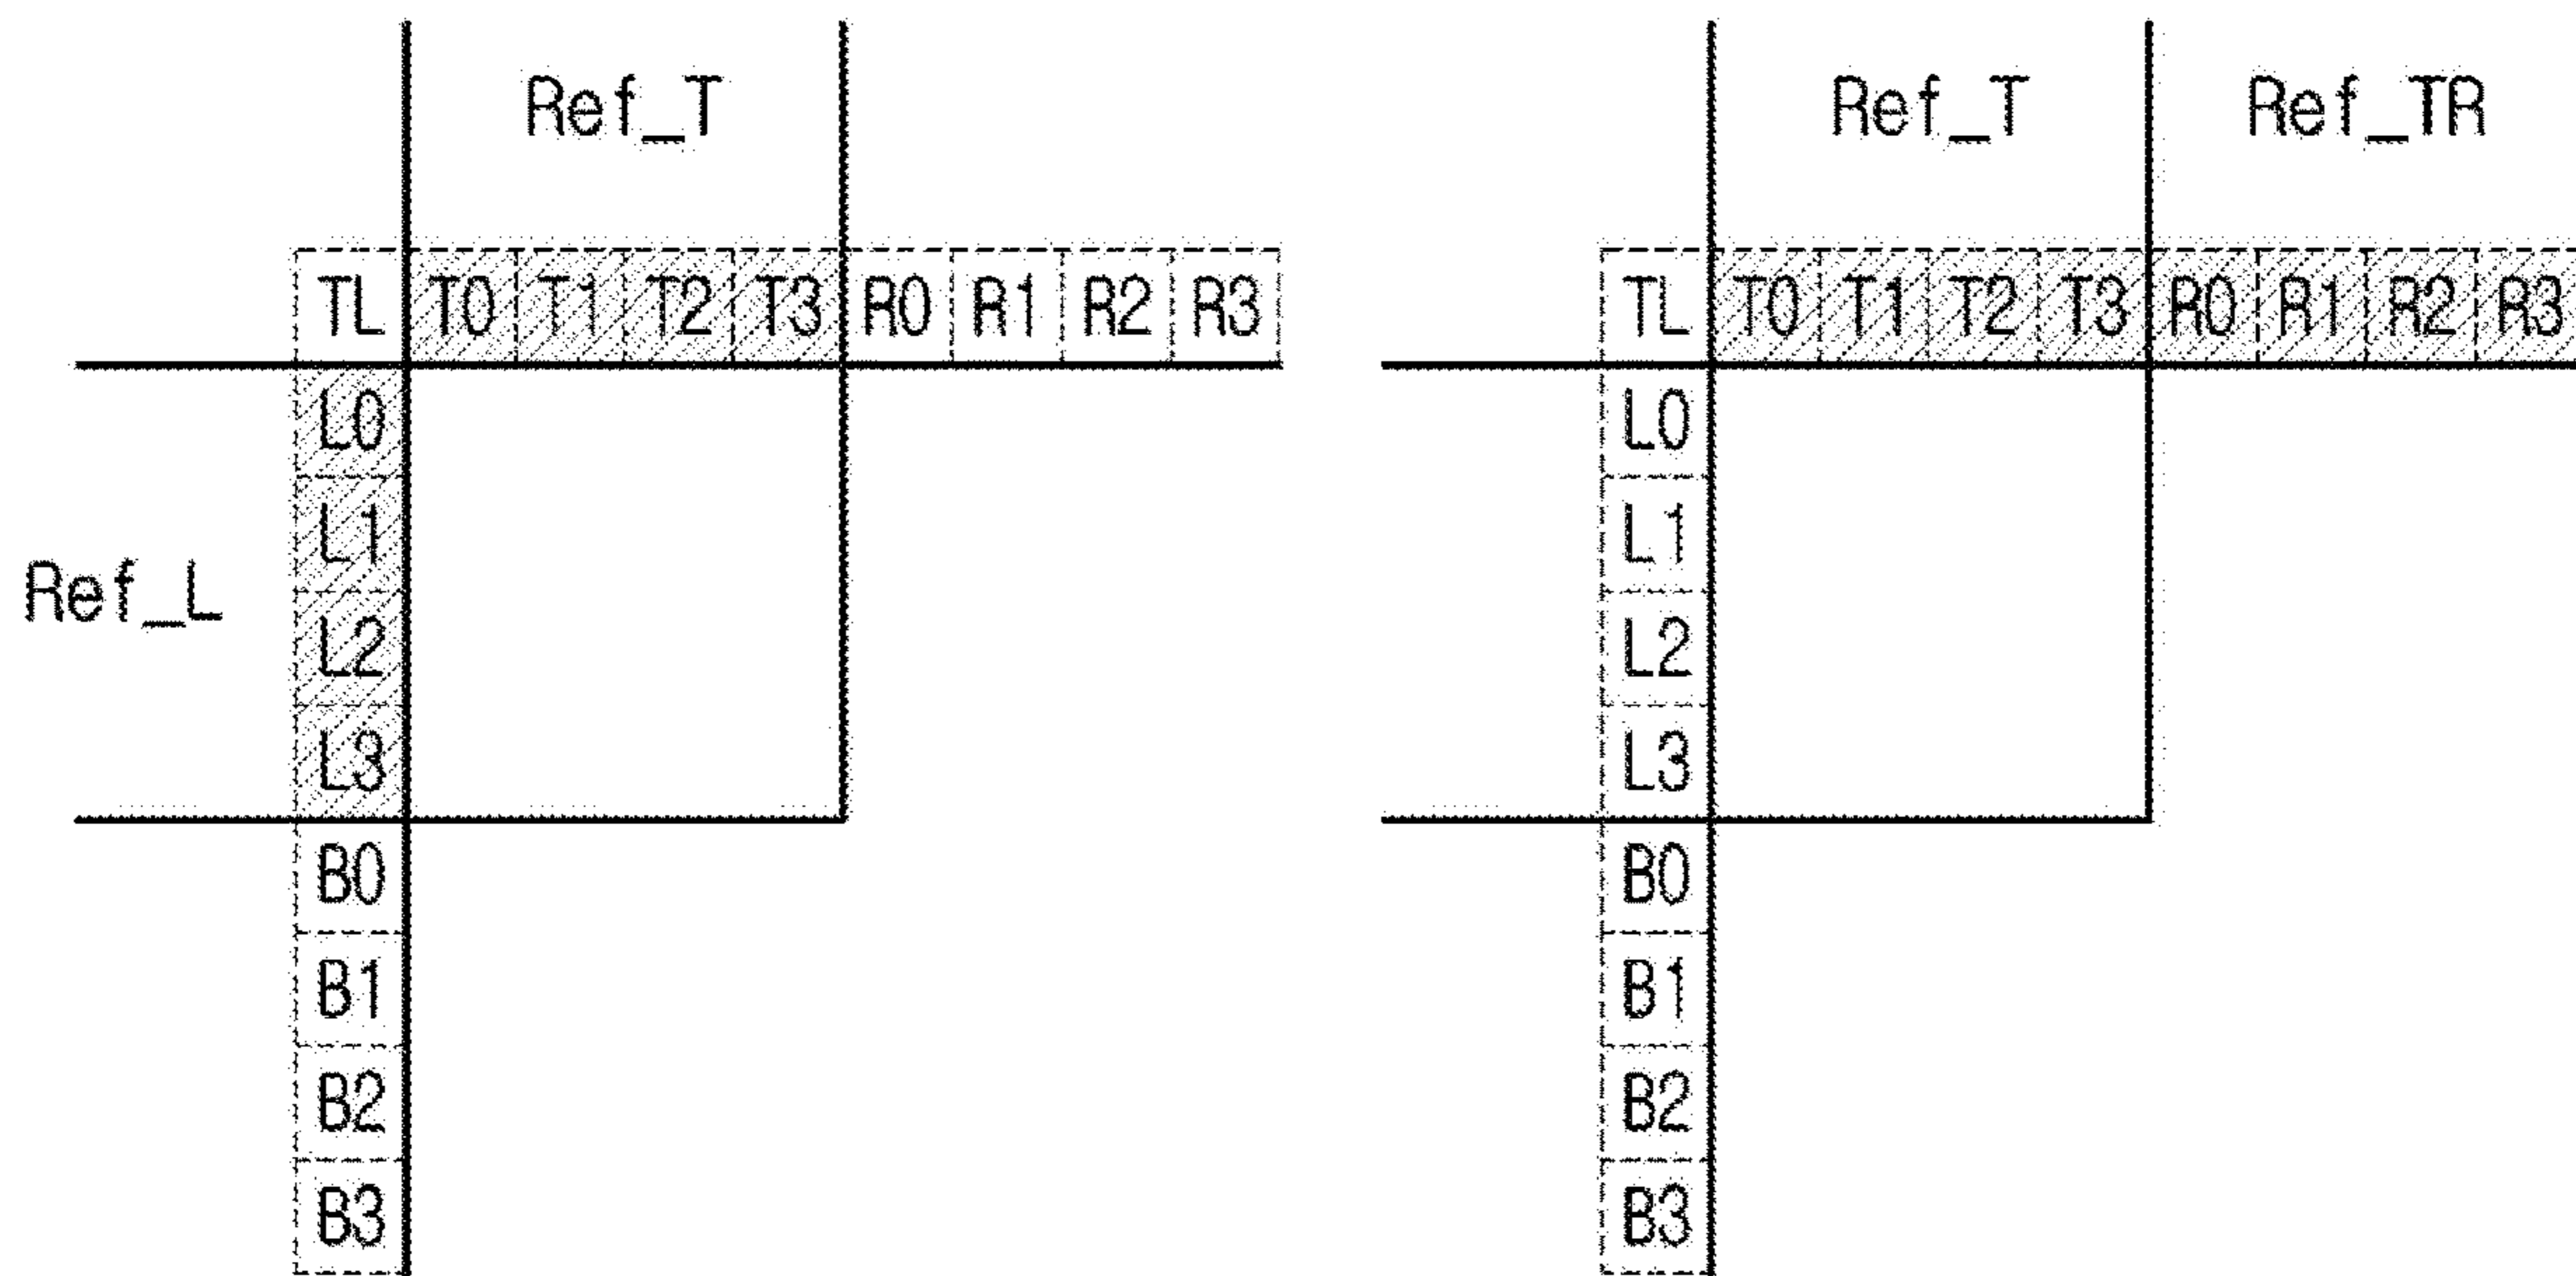 Ref_T
TL T0 T1 T2 T3 R0 R1 R2 R3
L0
L1
Ref_L
L2
L3
B0
B1
B2
B3
Ref_T Ref_TR
TL T0 T1 T2 T3 R0 R1 R2 R3
L0
L1
L2
L3
B0
B1
B2
B3